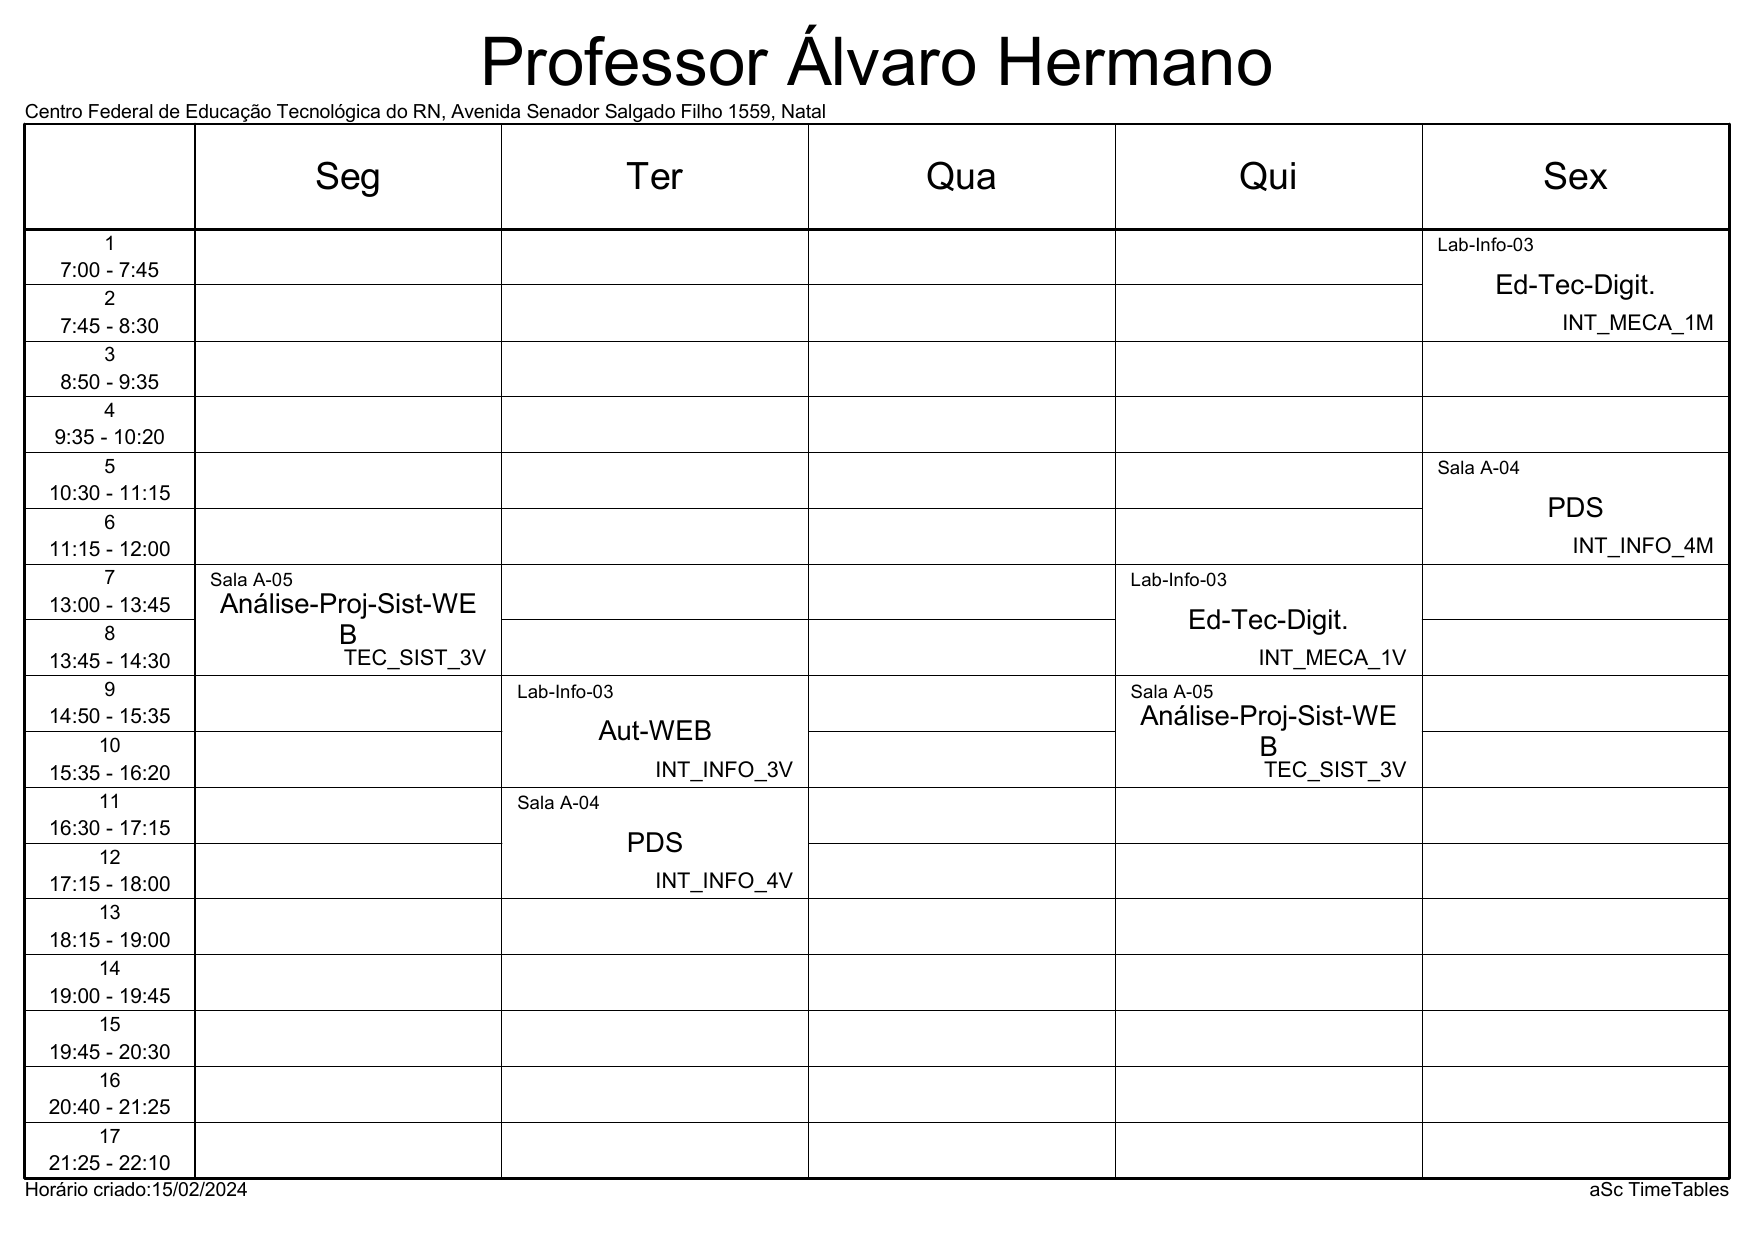 Professor Álvaro Hermano
Centro Federal de Educação Tecnológica do RN, Avenida Senador Salgado Filho 1559, Natal
Seg Ter Qua Qui Sex
1
7:00 - 7:45
2
7:45 - 8:30
Lab-Info-03
Ed-Tec-Digit.
INT_MECA_1M
3
8:50 - 9:35
4
9:35 - 10:20
5
10:30 - 11:15
6
11:15 - 12:00
Sala A-04
PDS
INT_INFO_4M
7
13:00 - 13:45
8
13:45 - 14:30
Sala A-05
Análise-Proj-Sist-WE
B
TEC_SIST_3V
Lab-Info-03
Ed-Tec-Digit.
INT_MECA_1V
9
14:50 - 15:35
10
15:35 - 16:20
Lab-Info-03
Aut-WEB
INT_INFO_3V
Sala A-05
Análise-Proj-Sist-WE
B
TEC_SIST_3V
11
16:30 - 17:15
12
17:15 - 18:00
Sala A-04
PDS
INT_INFO_4V
13
18:15 - 19:00
14
19:00 - 19:45
15
19:45 - 20:30
16
20:40 - 21:25
17
21:25 - 22:10
Horário criado:15/02/2024
aSc TimeTables